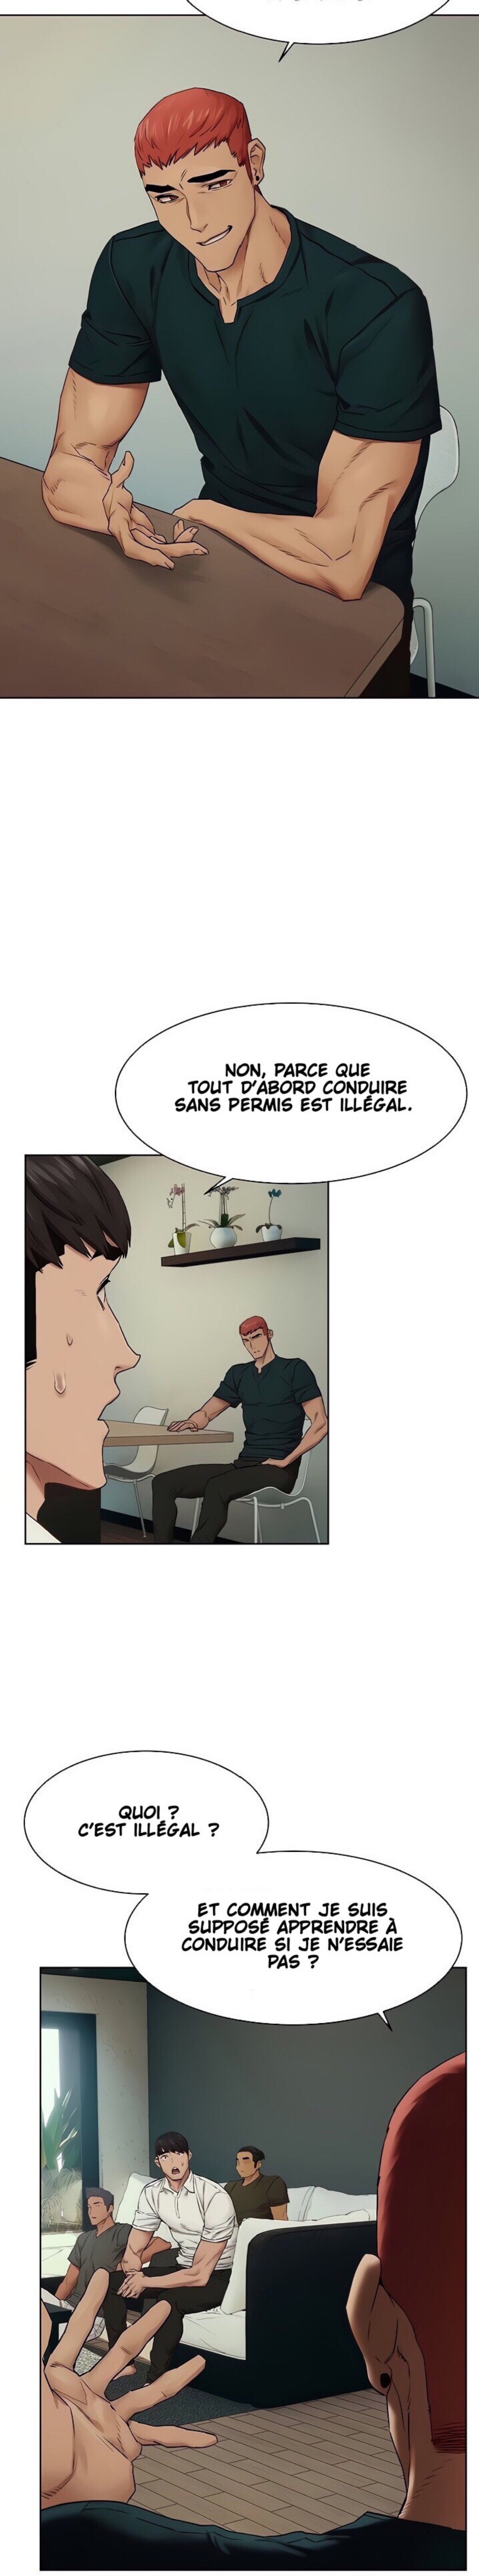 NON, PARCE QUE
TOUT D'ABORD CONDUIRE
SANS PERMIS EST ILLÉGAL.
QUOI ?
C'EST ILLÉGAL ?
ET COMMENT JE SUIS
SUPPOSÉ APPRENDRE À
CONDUIRE SI JE N'ESSAIE
PAS ?